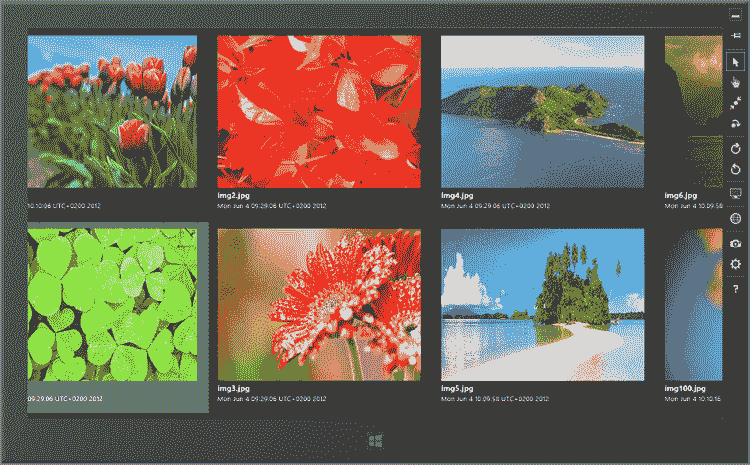 10:10:06 UTC+0200 2012
img2.jpg
Mon Jun 4 09:29:06 UTC+0200 2012
img4.jpg
Mon Jun 4 09:29:06 UTC+0200 2012
img6.jpg
Mon Jun 4 10:09:58
09:29:06 UTC+0200 2012
img3.jpg
Mon Jun 4 09:29:06 UTC+0200 2012
img5.jpg
Mon Jun 4 10:09:58 UTC+0200 2012
img100.jpg
Mon Jun 4 10:10:16
?